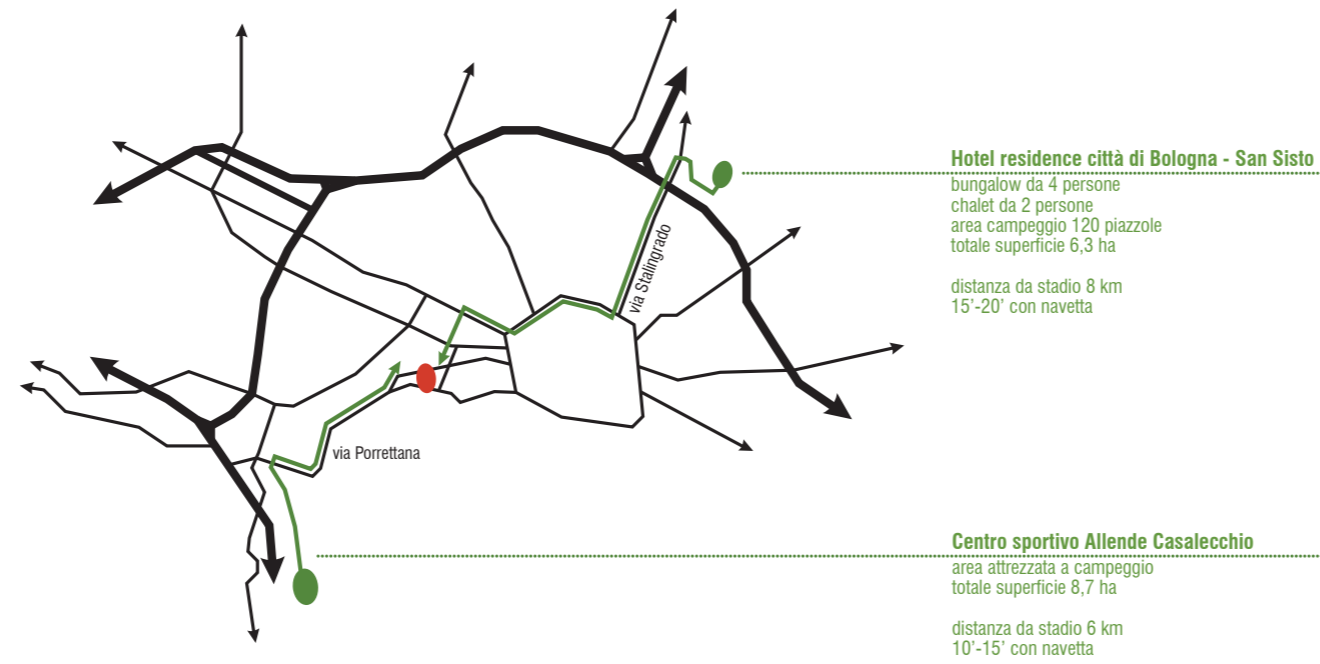 Hotel residence città di Bologna - San Sisto
bungalow da 4 persone
chalet da 2 persone
area campeggio 120 piazzole
totale superficie 6,3 ha
distanza da stadio 8 km
15'-20' con navetta
via Stalingrado
via Porrettana
Centro sportivo Allende Casalecchio
area attrezzata a campeggio
totale superficie 8,7 ha
distanza da stadio 6 km
10'-15' con navetta